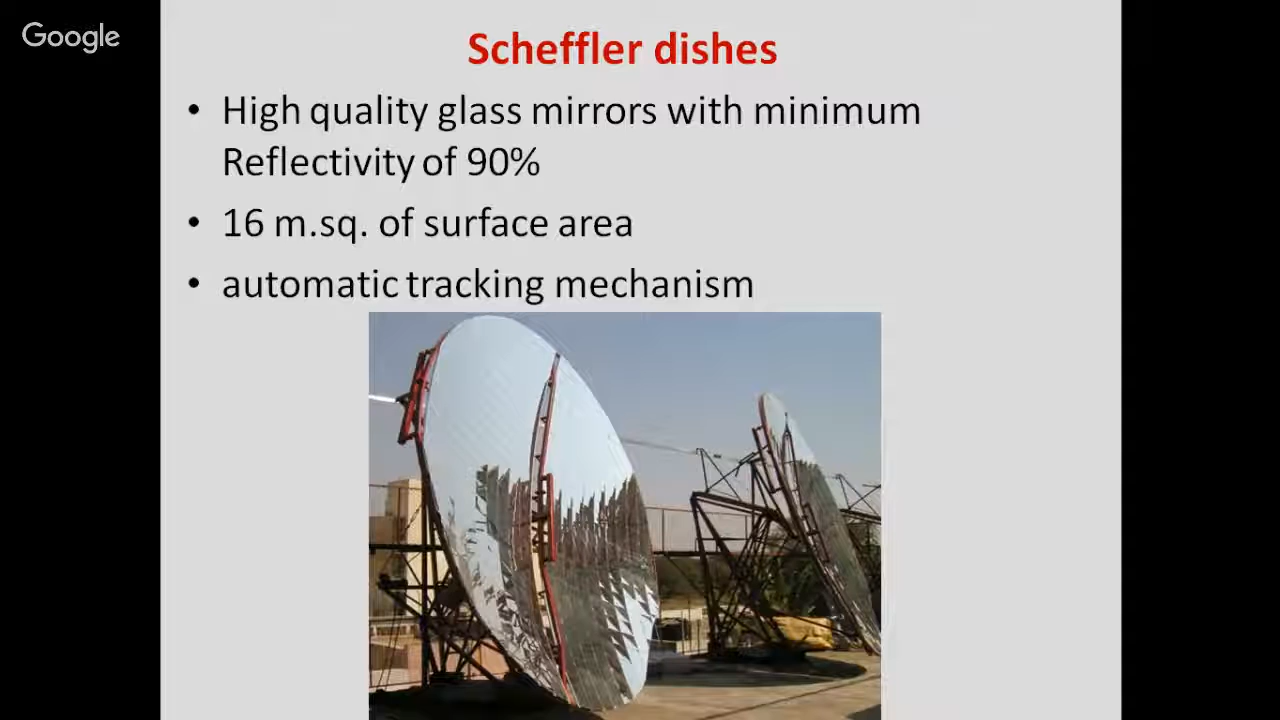 Google
Scheffler dishes
• High quality glass mirrors with minimum
Reflectivity of 90%
• 16 m.sq. of surface area
• automatic tracking mechanism